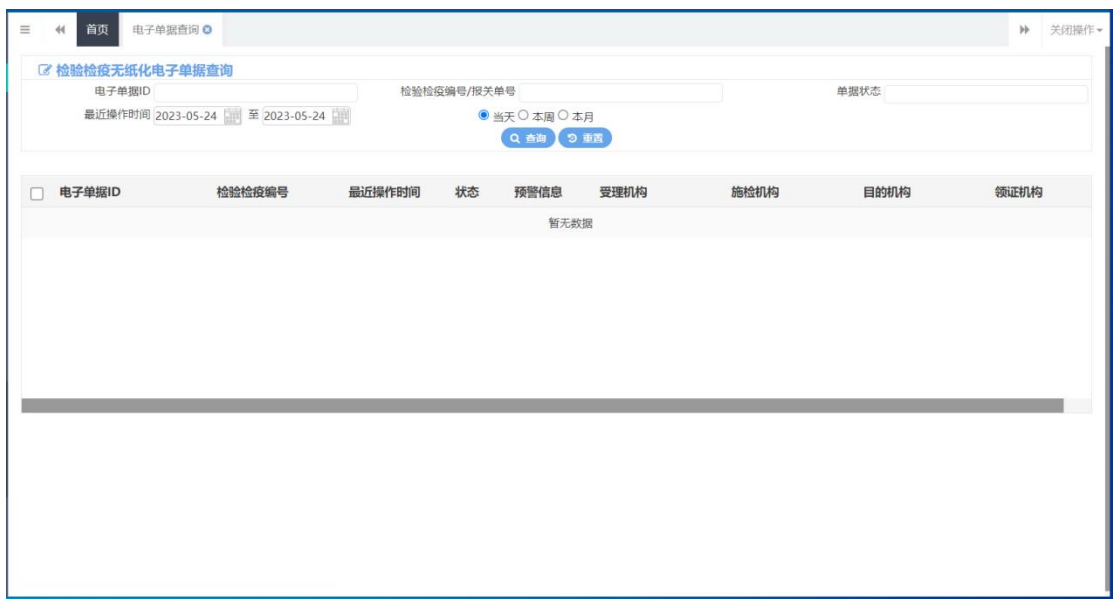 首页 电子单据查询 关闭操作
检验检疫无纸化电子单据查询
电子单据ID 检验检疫编号/报关单号 单据状态
最近操作时间 2023-05-24 至 2023-05-24 当天 本周 本月
查询 重置
电子单据ID 检验检疫编号 最近操作时间 状态 预警信息 受理机构 施检机构 目的机构 领证机构
暂无数据